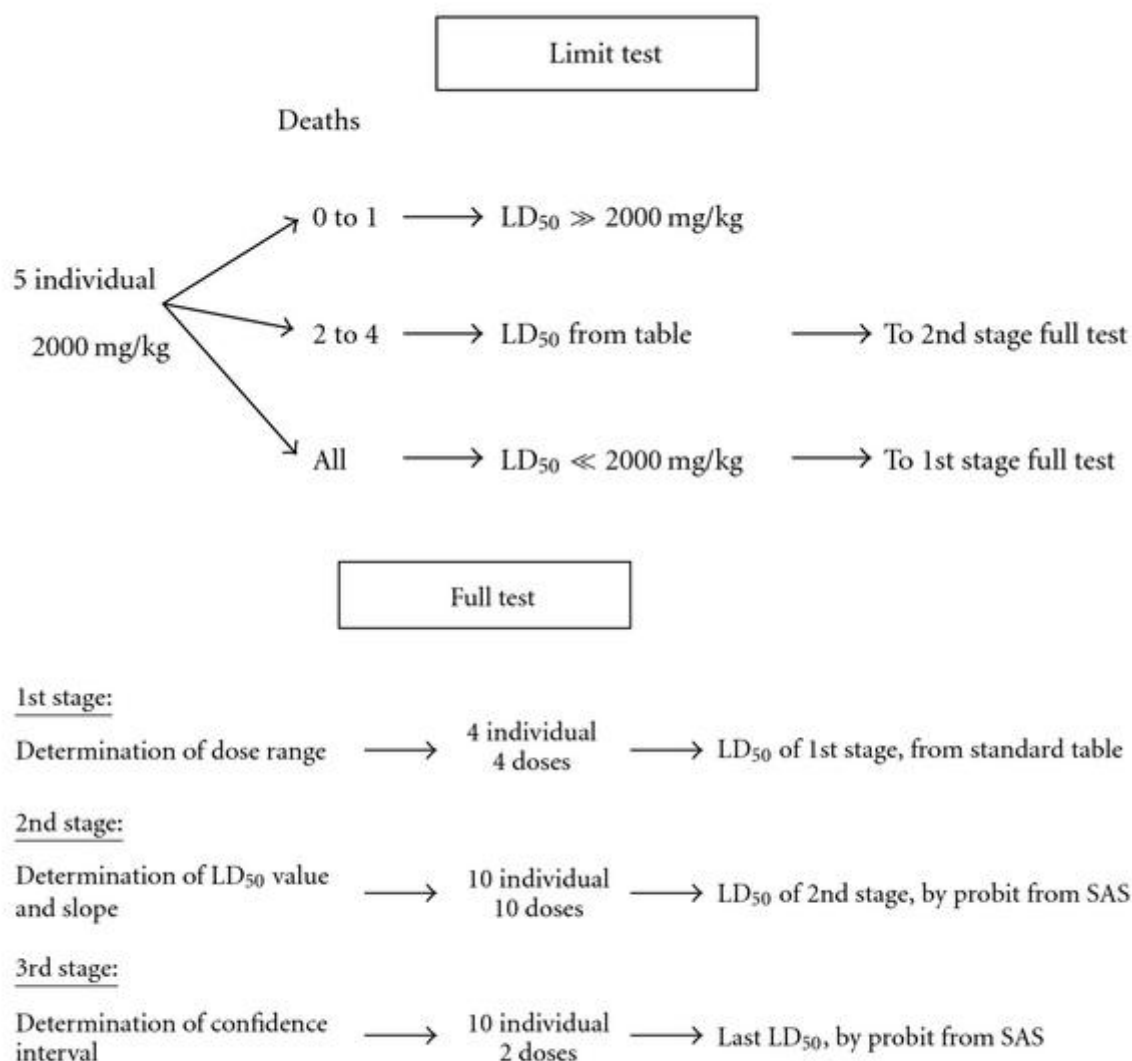 Limit test
Deaths
0 to 1
LD₅₀ ≫ 2000 mg/kg
5 individual
2000 mg/kg
2 to 4
LD₅₀ from table
To 2nd stage full test
All
LD₅₀ ≪ 2000 mg/kg
To 1st stage full test
Full test
1st stage:
Determination of dose range
4 individual
4 doses
LD₅₀ of 1st stage, from standard table
2nd stage:
Determination of LD₅₀ value
and slope
10 individual
10 doses
LD₅₀ of 2nd stage, by probit from SAS
3rd stage:
Determination of confidence
interval
10 individual
2 doses
Last LD₅₀, by probit from SAS